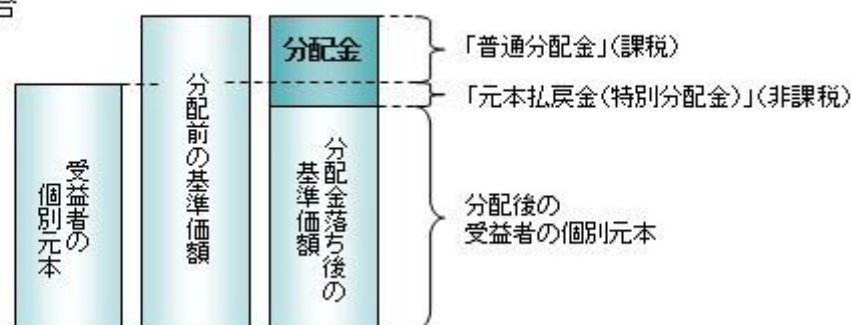 合
分配金
「普通分配金」(課税)
「元本払戻金(特別分配金)」(非課税)
受益者の
個別元本
分配前の基準価額
分配金落ち後の
基準価額
分配後の
受益者の個別元本